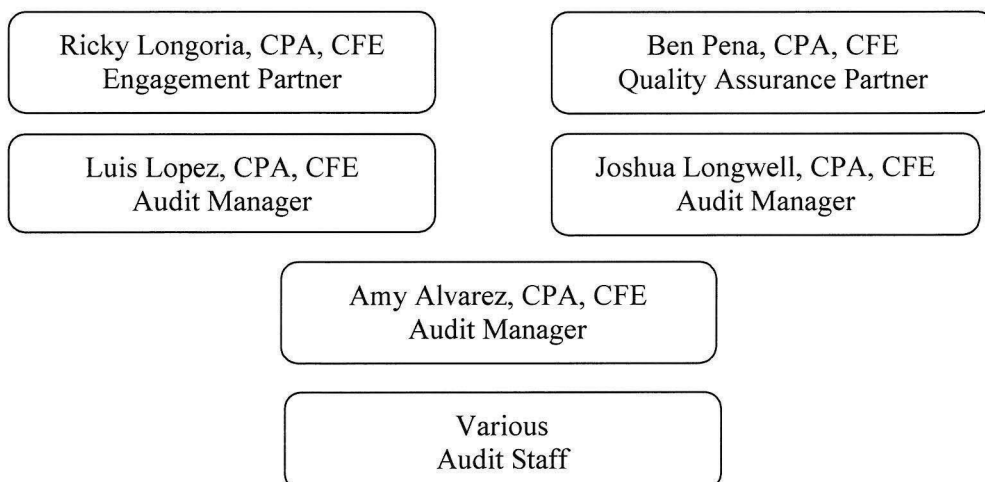 Ricky Longoria, CPA, CFE
Engagement Partner
Ben Pena, CPA, CFE
Quality Assurance Partner
Luis Lopez, CPA, CFE
Audit Manager
Joshua Longwell, CPA, CFE
Audit Manager
Amy Alvarez, CPA, CFE
Audit Manager
Various
Audit Staff